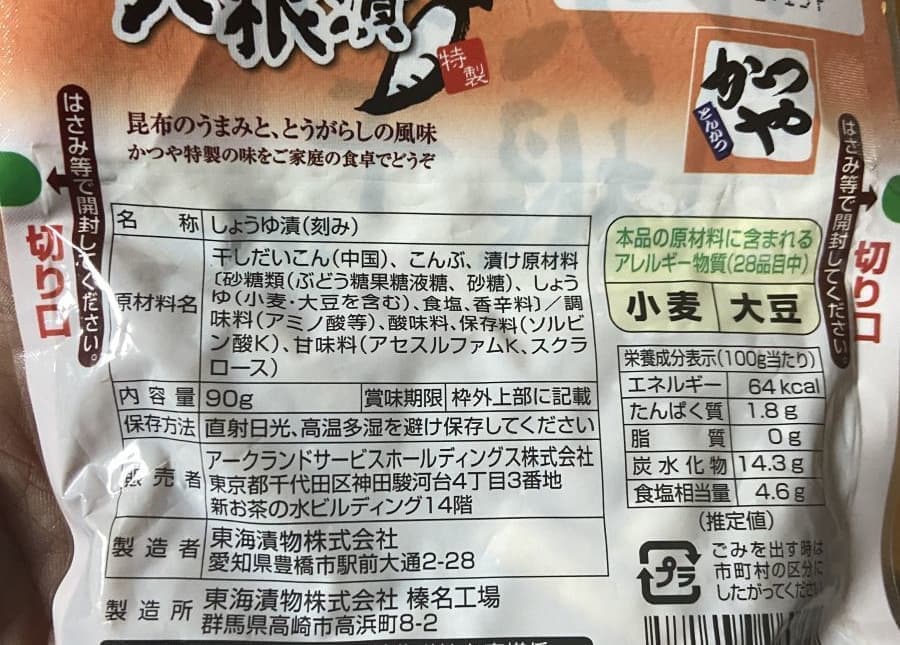 大根漬
特製
かつや
とんかつ
昆布のうまみと、とうがらしの風味
かつや特製の味をご家庭の食卓でどうぞ
はさみ等で開封してください。
切り口
はさみ等で開封してください。
切り口
名 称 しょうゆ漬(刻み)
原材料名 干しだいこん(中国)、こんぶ、漬け原材料
〔砂糖類(ぶどう糖果糖液糖、砂糖)、しょう
ゆ(小麦・大豆を含む)、食塩、香辛料〕/調
味料(アミノ酸等)、酸味料、保存料(ソルビ
ン酸K)、甘味料(アセスルファムK、スクラ
ロース)
内容量 90g 賞味期限 枠外上部に記載
保存方法 直射日光、高温多湿を避け保存してください
販売者 アークランドサービスホールディングス株式会社
東京都千代田区神田駿河台4丁目3番地
新お茶の水ビルディング14階
製造者 東海漬物株式会社
愛知県豊橋市駅前大通2-28
製造所 東海漬物株式会社 榛名工場
群馬県高崎市高浜町8-2
本品の原材料に含まれる
アレルギー物質(28品目中)
小麦 大豆
栄養成分表示(100g当たり)
エネルギー 64kcal
たんぱく質 1.8g
脂 質 0g
炭水化物 14.3g
食塩相当量 4.6g
(推定値)
プラ
ごみを出す時は
市町村の区分に
したがってください